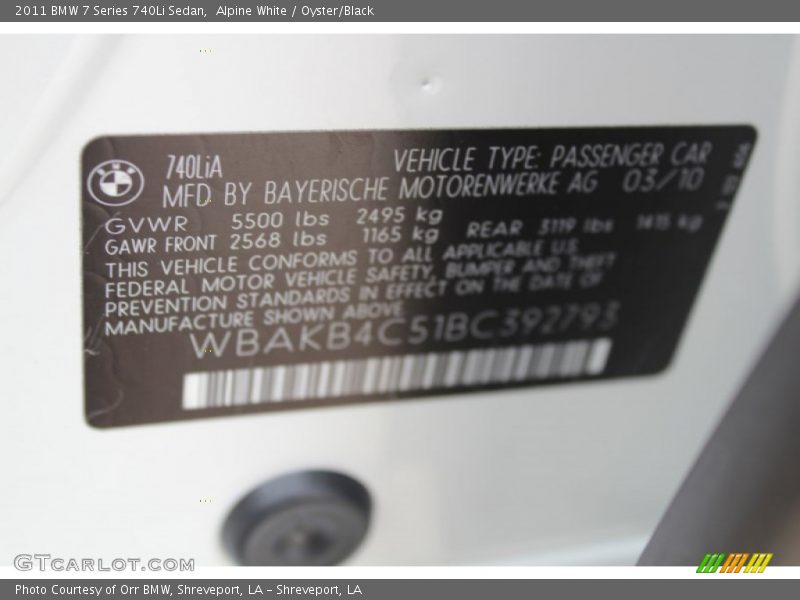 2011 BMW 7 Series 740Li Sedan, Alpine White / Oyster/Black
740LiA VEHICLE TYPE: PASSENGER CAR
MFD BY BAYERISCHE MOTORENWERKE AG 03/10
GVWR 5500 lbs 2495 kg
GAWR FRONT 2568 lbs 1165 kg REAR 3119 lbs 1415 kg
THIS VEHICLE CONFORMS TO ALL APPLICABLE U.S.
FEDERAL MOTOR VEHICLE SAFETY, BUMPER AND THEFT
PREVENTION STANDARDS IN EFFECT ON THE DATE OF
MANUFACTURE SHOWN ABOVE
WBAKB4C51BC392793
GTcarlot.com
Photo Courtesy of Orr BMW, Shreveport, LA – Shreveport, LA